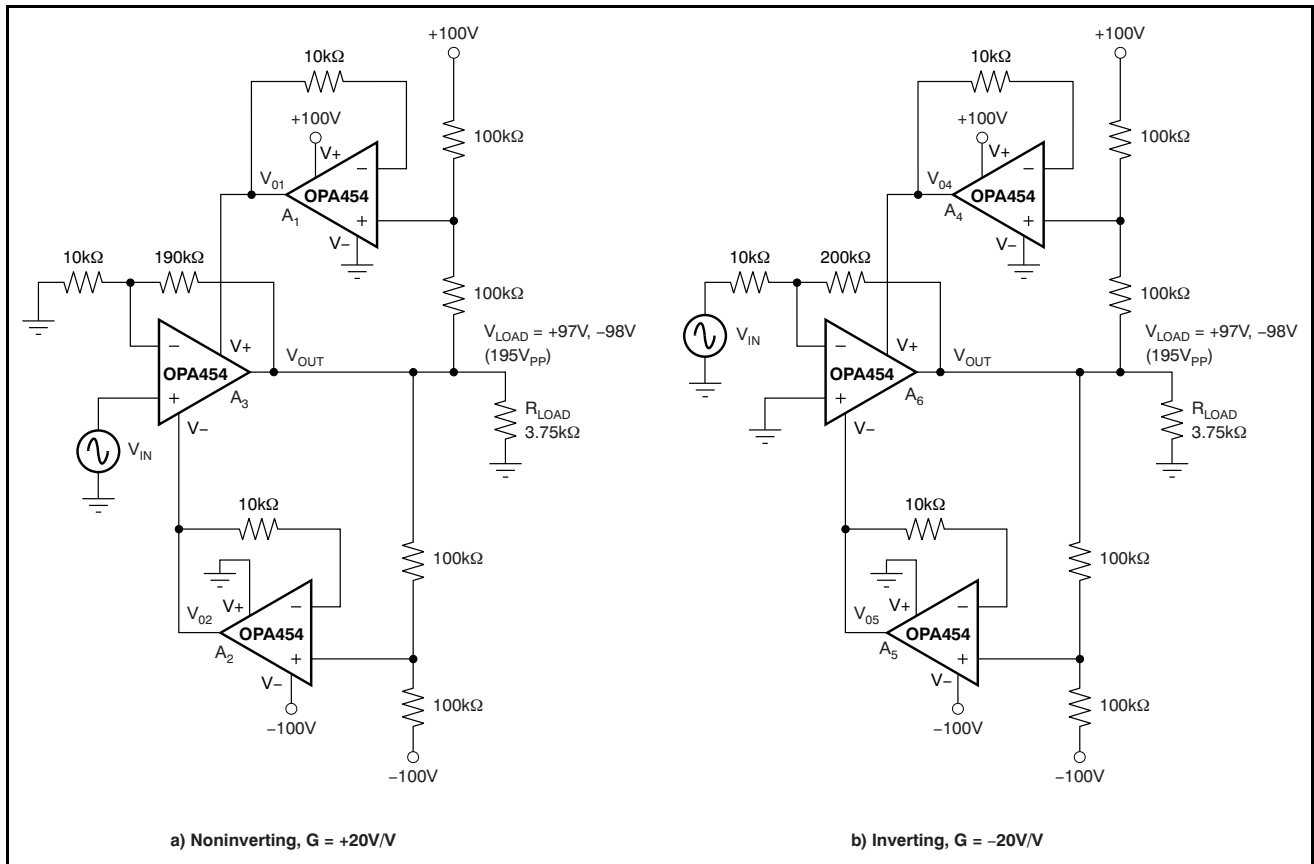 +100V
10kΩ
+100V
V+
100kΩ
−
V01
OPA454
A1
+
V−
10kΩ
190kΩ
100kΩ
VLOAD = +97V, −98V
(195VPP)
−
V+
VOUT
OPA454
A3
+
V−
RLOAD
3.75kΩ
VIN
10kΩ
100kΩ
V+
−
V02
OPA454
A2
+
V−
100kΩ
−100V
−100V
a) Noninverting, G = +20V/V
+100V
10kΩ
+100V
V+
100kΩ
−
V04
OPA454
A4
+
V−
10kΩ
200kΩ
100kΩ
VLOAD = +97V, −98V
(195VPP)
VIN
−
V+
VOUT
OPA454
A6
+
V−
RLOAD
3.75kΩ
10kΩ
100kΩ
V+
−
V05
OPA454
A5
+
V−
100kΩ
−100V
−100V
b) Inverting, G = −20V/V